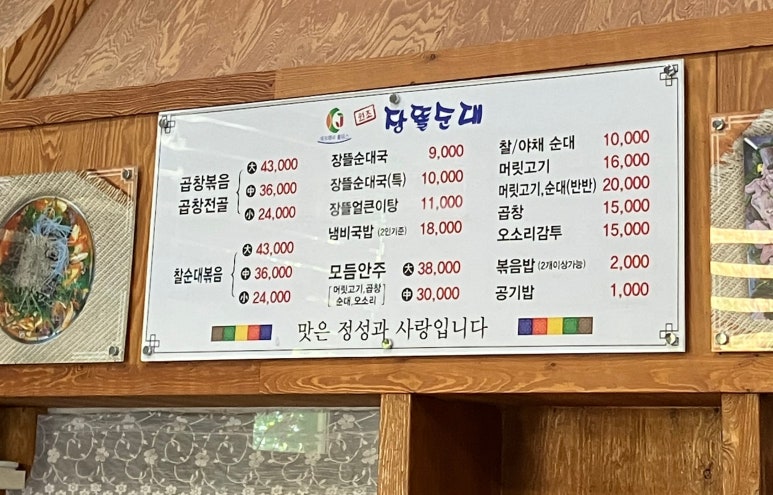 원조 장뜰순대
곱창볶음
곱창전골
大 43,000
中 36,000
小 24,000
찰순대볶음
大 43,000
中 36,000
小 24,000
장뜰순대국 9,000
장뜰순대국(특) 10,000
장뜰얼큰이탕 11,000
냄비국밥 (2인기준) 18,000
모듬안주 大 38,000
[머릿고기,곱창
순대,오소리] 中 30,000
찰/야채 순대 10,000
머릿고기 16,000
머릿고기,순대(반반) 20,000
곱창 15,000
오소리감투 15,000
볶음밥 (2개이상가능) 2,000
공기밥 1,000
맛은 정성과 사랑입니다